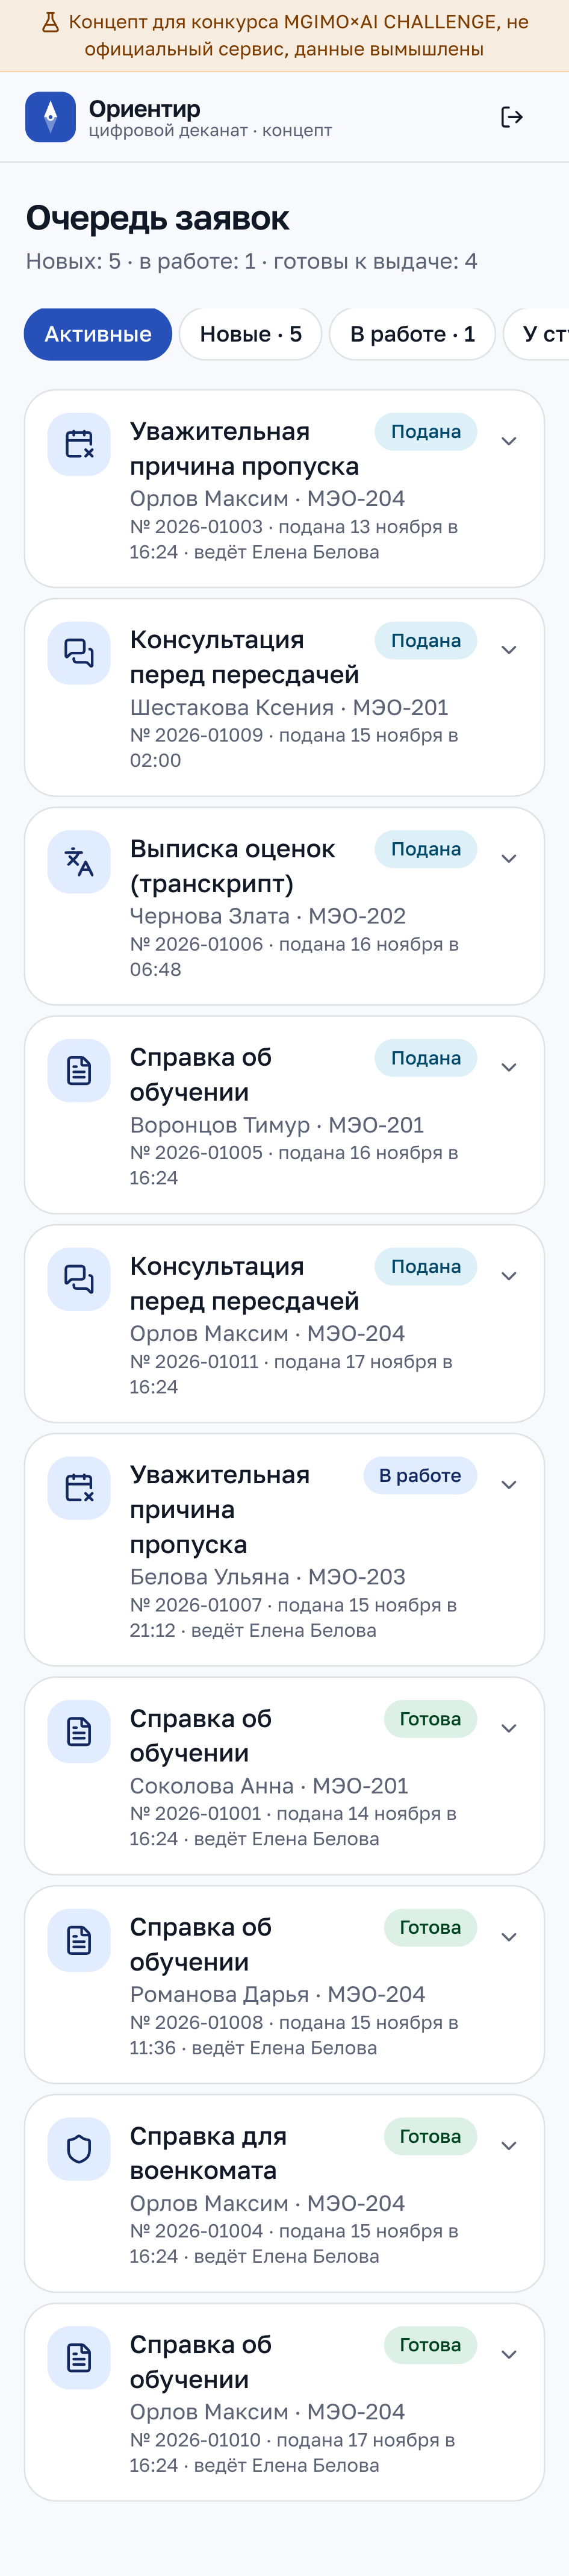 Концепт для конкурса MGIMO×AI CHALLENGE, не
официальный сервис, данные вымышлены
Ориентир
цифровой деканат · концепт
Очередь заявок
Новых: 5 · в работе: 1 · готовы к выдаче: 4
Активные
Новые · 5
В работе · 1
У ст
Уважительная
причина пропуска
Подана
Орлов Максим · МЭО-204
№ 2026-01003 · подана 13 ноября в
16:24 · ведёт Елена Белова
Консультация
перед пересдачей
Подана
Шестакова Ксения · МЭО-201
№ 2026-01009 · подана 15 ноября в
02:00
Выписка оценок
(транскрипт)
Подана
Чернова Злата · МЭО-202
№ 2026-01006 · подана 16 ноября в
06:48
Справка об
обучении
Подана
Воронцов Тимур · МЭО-201
№ 2026-01005 · подана 16 ноября в
16:24
Консультация
перед пересдачей
Подана
Орлов Максим · МЭО-204
№ 2026-01011 · подана 17 ноября в
16:24
Уважительная
причина
пропуска
В работе
Белова Ульяна · МЭО-203
№ 2026-01007 · подана 15 ноября в
21:12 · ведёт Елена Белова
Справка об
обучении
Готова
Соколова Анна · МЭО-201
№ 2026-01001 · подана 14 ноября в
16:24 · ведёт Елена Белова
Справка об
обучении
Готова
Романова Дарья · МЭО-204
№ 2026-01008 · подана 15 ноября в
11:36 · ведёт Елена Белова
Справка для
военкомата
Готова
Орлов Максим · МЭО-204
№ 2026-01004 · подана 15 ноября в
16:24 · ведёт Елена Белова
Справка об
обучении
Готова
Орлов Максим · МЭО-204
№ 2026-01010 · подана 17 ноября в
16:24 · ведёт Елена Белова